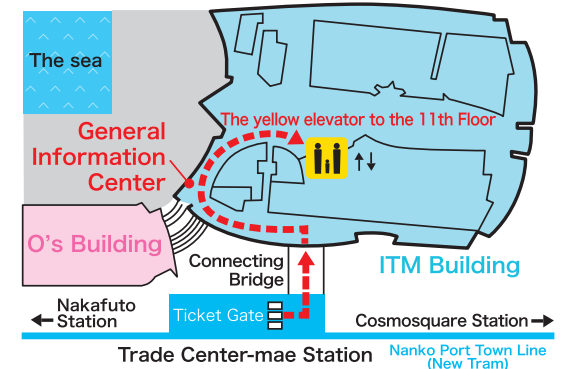 The sea
The yellow elevator to the 11th Floor
General
Information
Center
O's Building
Connecting
Bridge
ITM Building
Nakafuto
Station
Ticket Gate
Cosmosquare Station
Trade Center-mae Station
Nanko Port Town Line
(New Tram)